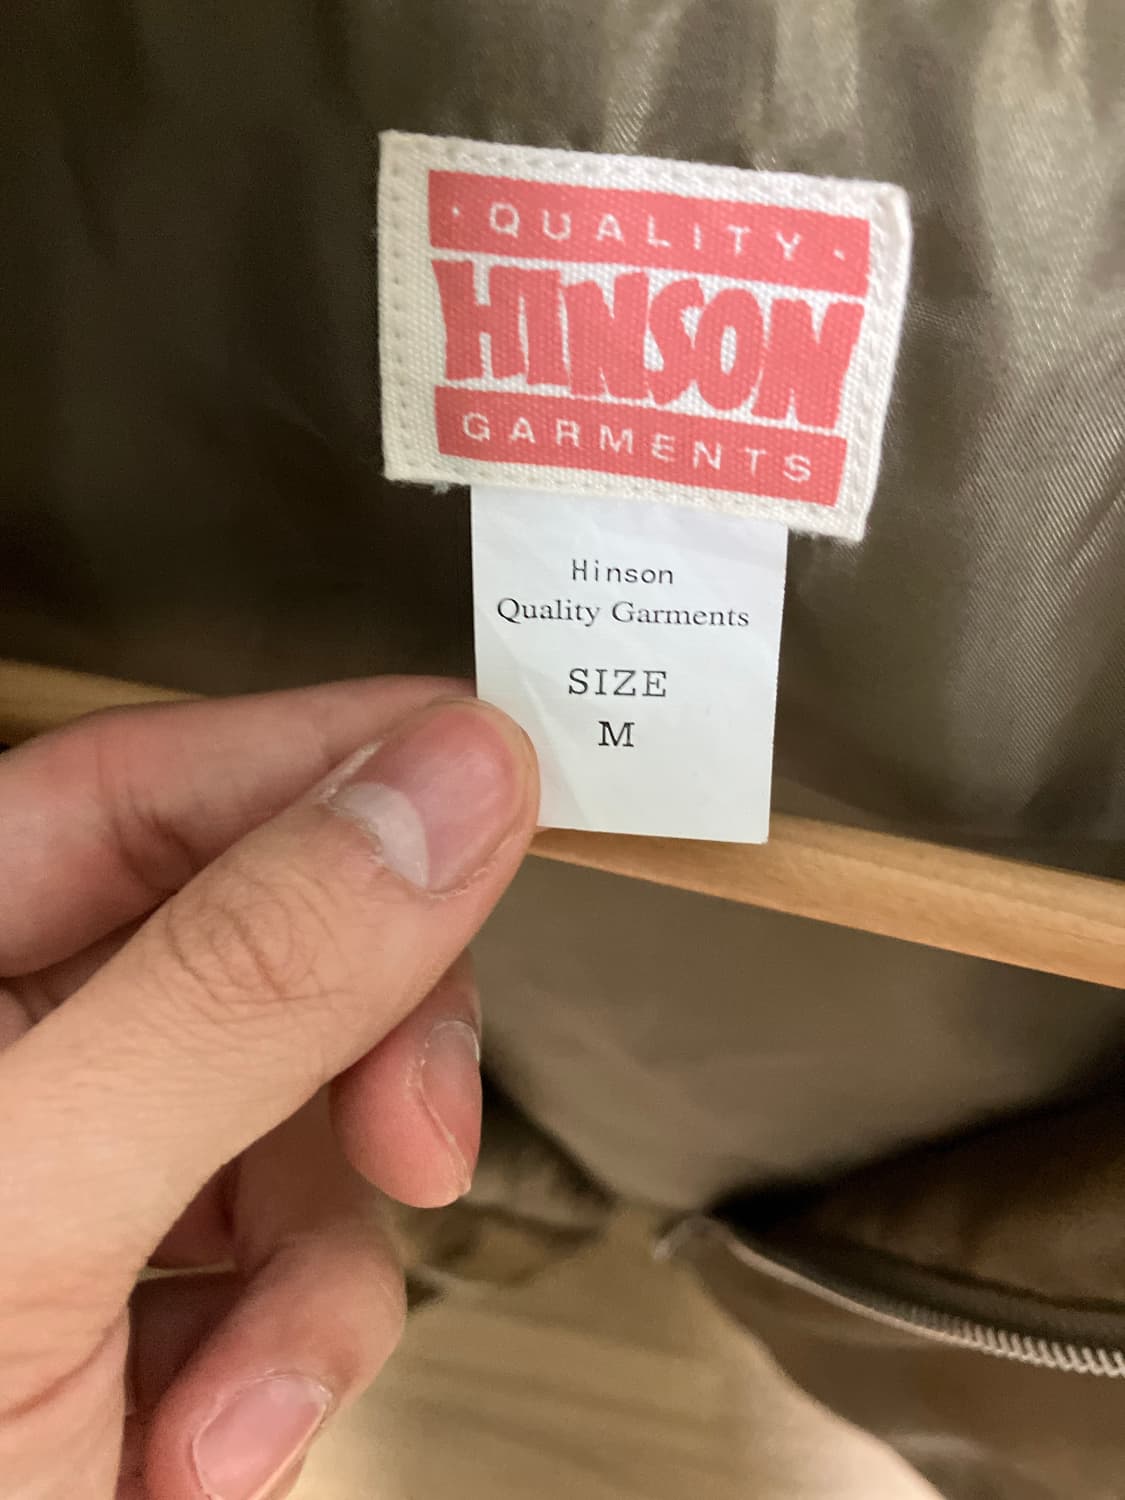 · QUALITY ·
HINSON
GARMENTS
Hinson
Quality Garments
SIZE
M